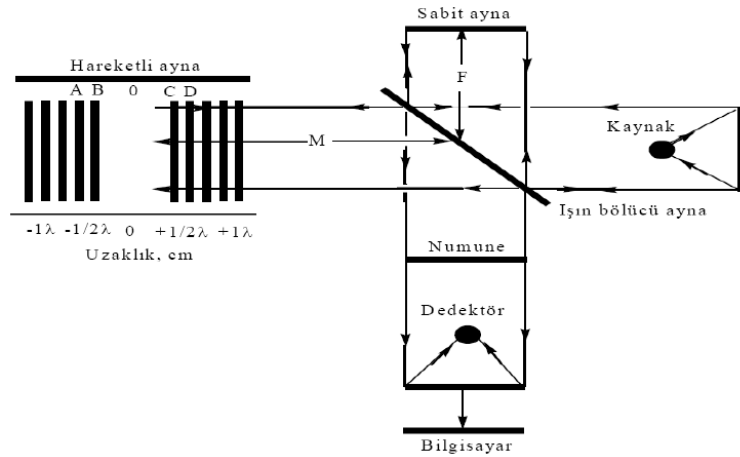 Sabit ayna
Hareketli ayna
A B 0 C D
F
Kaynak
M
Işın bölücü ayna
-1λ -1/2λ 0 +1/2λ +1λ
Uzaklık, cm
Numune
Dedektör
Bilgisayar